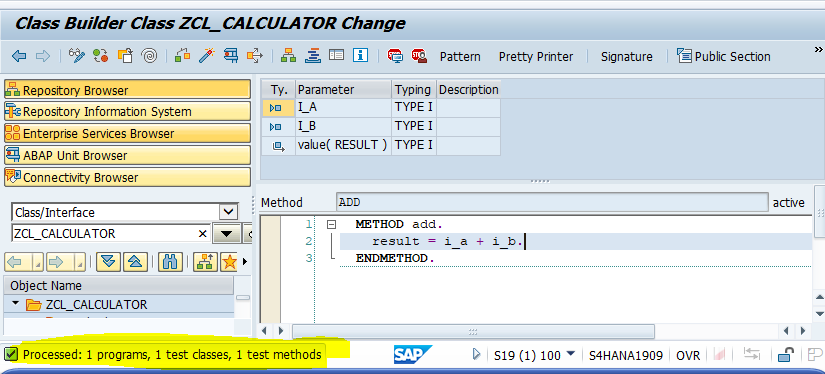 Class Builder Class ZCL_CALCULATOR Change
Pattern Pretty Printer Signature Public Section
Repository Browser
Repository Information System
Enterprise Services Browser
ABAP Unit Browser
Connectivity Browser
Class/Interface
ZCL_CALCULATOR
Object Name
ZCL_CALCULATOR
Ty. Parameter Typing Description
I_A TYPE I
I_B TYPE I
value( RESULT ) TYPE I
Method ADD active
1 METHOD add.
2 result = i_a + i_b.
3 ENDMETHOD.
Processed: 1 programs, 1 test classes, 1 test methods
SAP S19 (1) 100 S4HANA1909 OVR